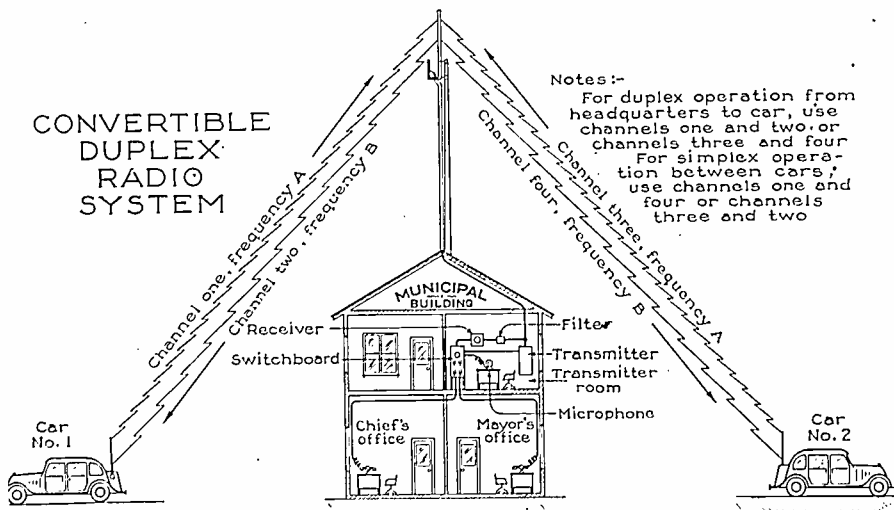 CONVERTIBLE
DUPLEX
RADIO
SYSTEM
Notes:-
For duplex operation from
headquarters to car, use
channels one and two or
channels three and four
For simplex opera-
tion between cars,
use channels one and
four or channels
three and two
Channel one, frequency A
Channel two, frequency B
Channel three, frequency A
Channel four, frequency B
MUNICIPAL
BUILDING
Receiver
Filter
Switchboard
Transmitter
Transmitter
room
Microphone
Chief's
office
Mayor's
office
Car
No. 1
Car
No. 2